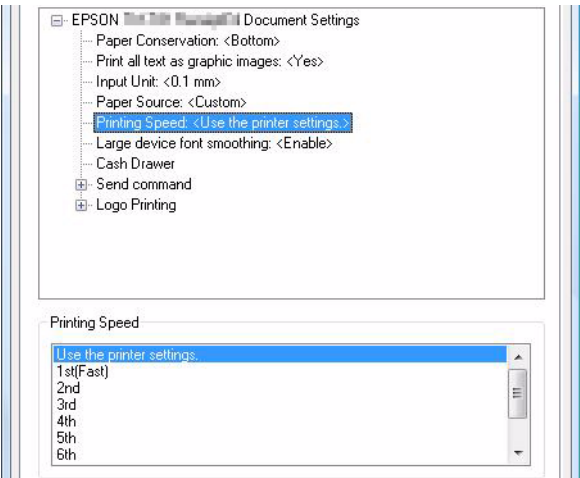 EPSON Document Settings
Paper Conservation: <Bottom>
Print all text as graphic images: <Yes>
Input Unit: <0.1 mm>
Paper Source: <Custom>
Printing Speed: <Use the printer settings.>
Large device font smoothing: <Enable>
Cash Drawer
Send command
Logo Printing
Printing Speed
Use the printer settings.
1st(Fast)
2nd
3rd
4th
5th
6th